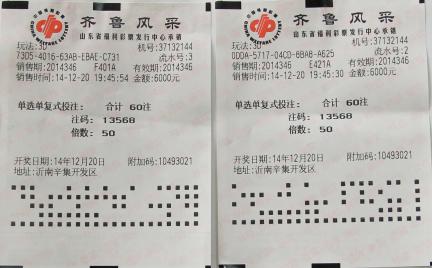 齐鲁风采
山东省福利彩票发行中心承销
玩法:3D 机号:37132144
73D5-4016-63AB-EBAE-C731 流水号:3
销售期:2014346 F401A 有效期:2014346
销售时间:14-12-20 19:45:54 金额:6000元
单选单复式投注: 合计 60注
注码: 13568
倍数: 50
开奖日期:14年12月20日 附加码:10493021
地址:沂南辛集开发区
齐鲁风采
山东省福利彩票发行中心承销
玩法:3D 机号:37132144
0DDA-5717-04CD-6BAB-A625 流水号:2
销售期:2014346 E421A 有效期:2014346
销售时间:14-12-20 19:45:30 金额:6000元
单选单复式投注: 合计 60注
注码: 13568
倍数: 50
开奖日期:14年12月20日 附加码:10493021
地址:沂南辛集开发区